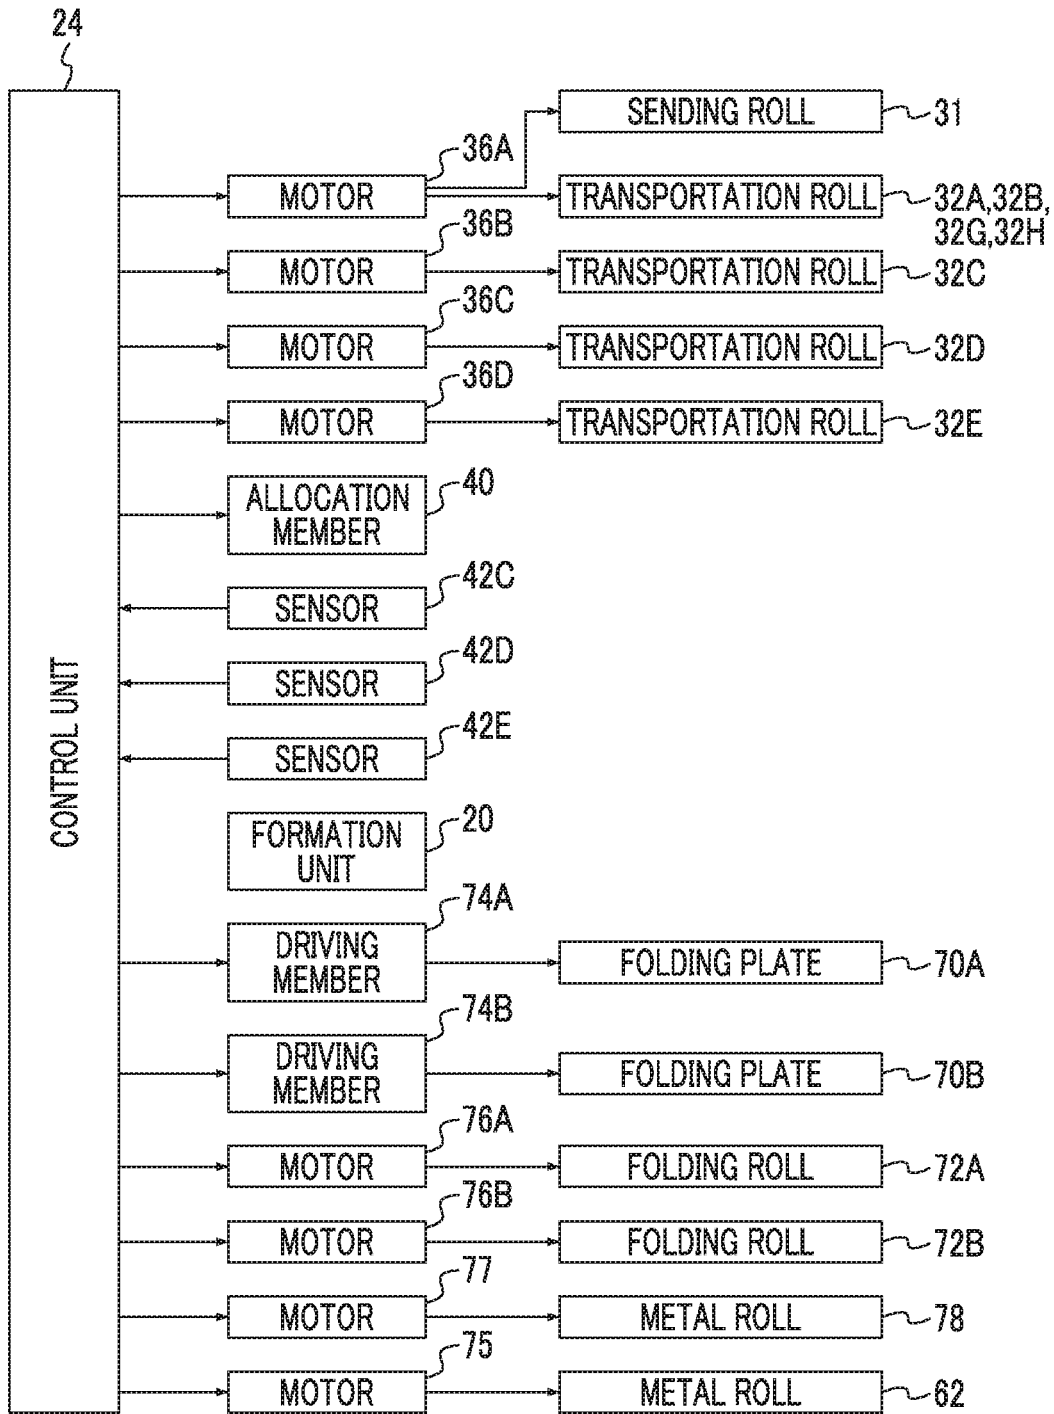 24
CONTROL UNIT
SENDING ROLL
31
36A
MOTOR
TRANSPORTATION ROLL
32A,32B,
32G,32H
36B
MOTOR
TRANSPORTATION ROLL
32C
36C
MOTOR
TRANSPORTATION ROLL
32D
36D
MOTOR
TRANSPORTATION ROLL
32E
40
ALLOCATION
MEMBER
42C
SENSOR
42D
SENSOR
42E
SENSOR
20
FORMATION
UNIT
74A
DRIVING
MEMBER
FOLDING PLATE
70A
74B
DRIVING
MEMBER
FOLDING PLATE
70B
76A
MOTOR
FOLDING ROLL
72A
76B
MOTOR
FOLDING ROLL
72B
77
MOTOR
METAL ROLL
78
75
MOTOR
METAL ROLL
62